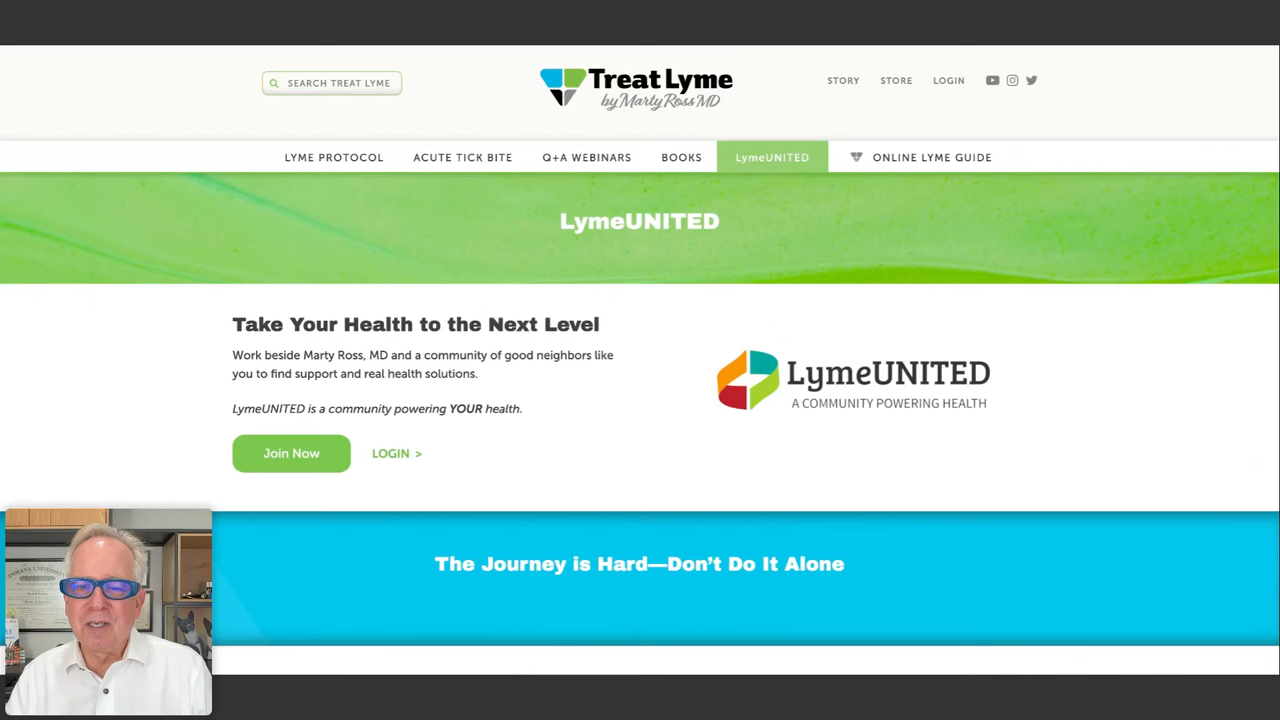 SEARCH TREAT LYME
Treat Lyme
by Marty Ross MD
STORY STORE LOGIN
LYME PROTOCOL ACUTE TICK BITE Q+A WEBINARS BOOKS LymeUNITED ONLINE LYME GUIDE
LymeUNITED
Take Your Health to the Next Level
Work beside Marty Ross, MD and a community of good neighbors like
you to find support and real health solutions.
LymeUNITED is a community powering YOUR health.
Join Now LOGIN >
LymeUNITED
A COMMUNITY POWERING HEALTH
The Journey is Hard—Don't Do It Alone
INDIANA UNIVERSITY